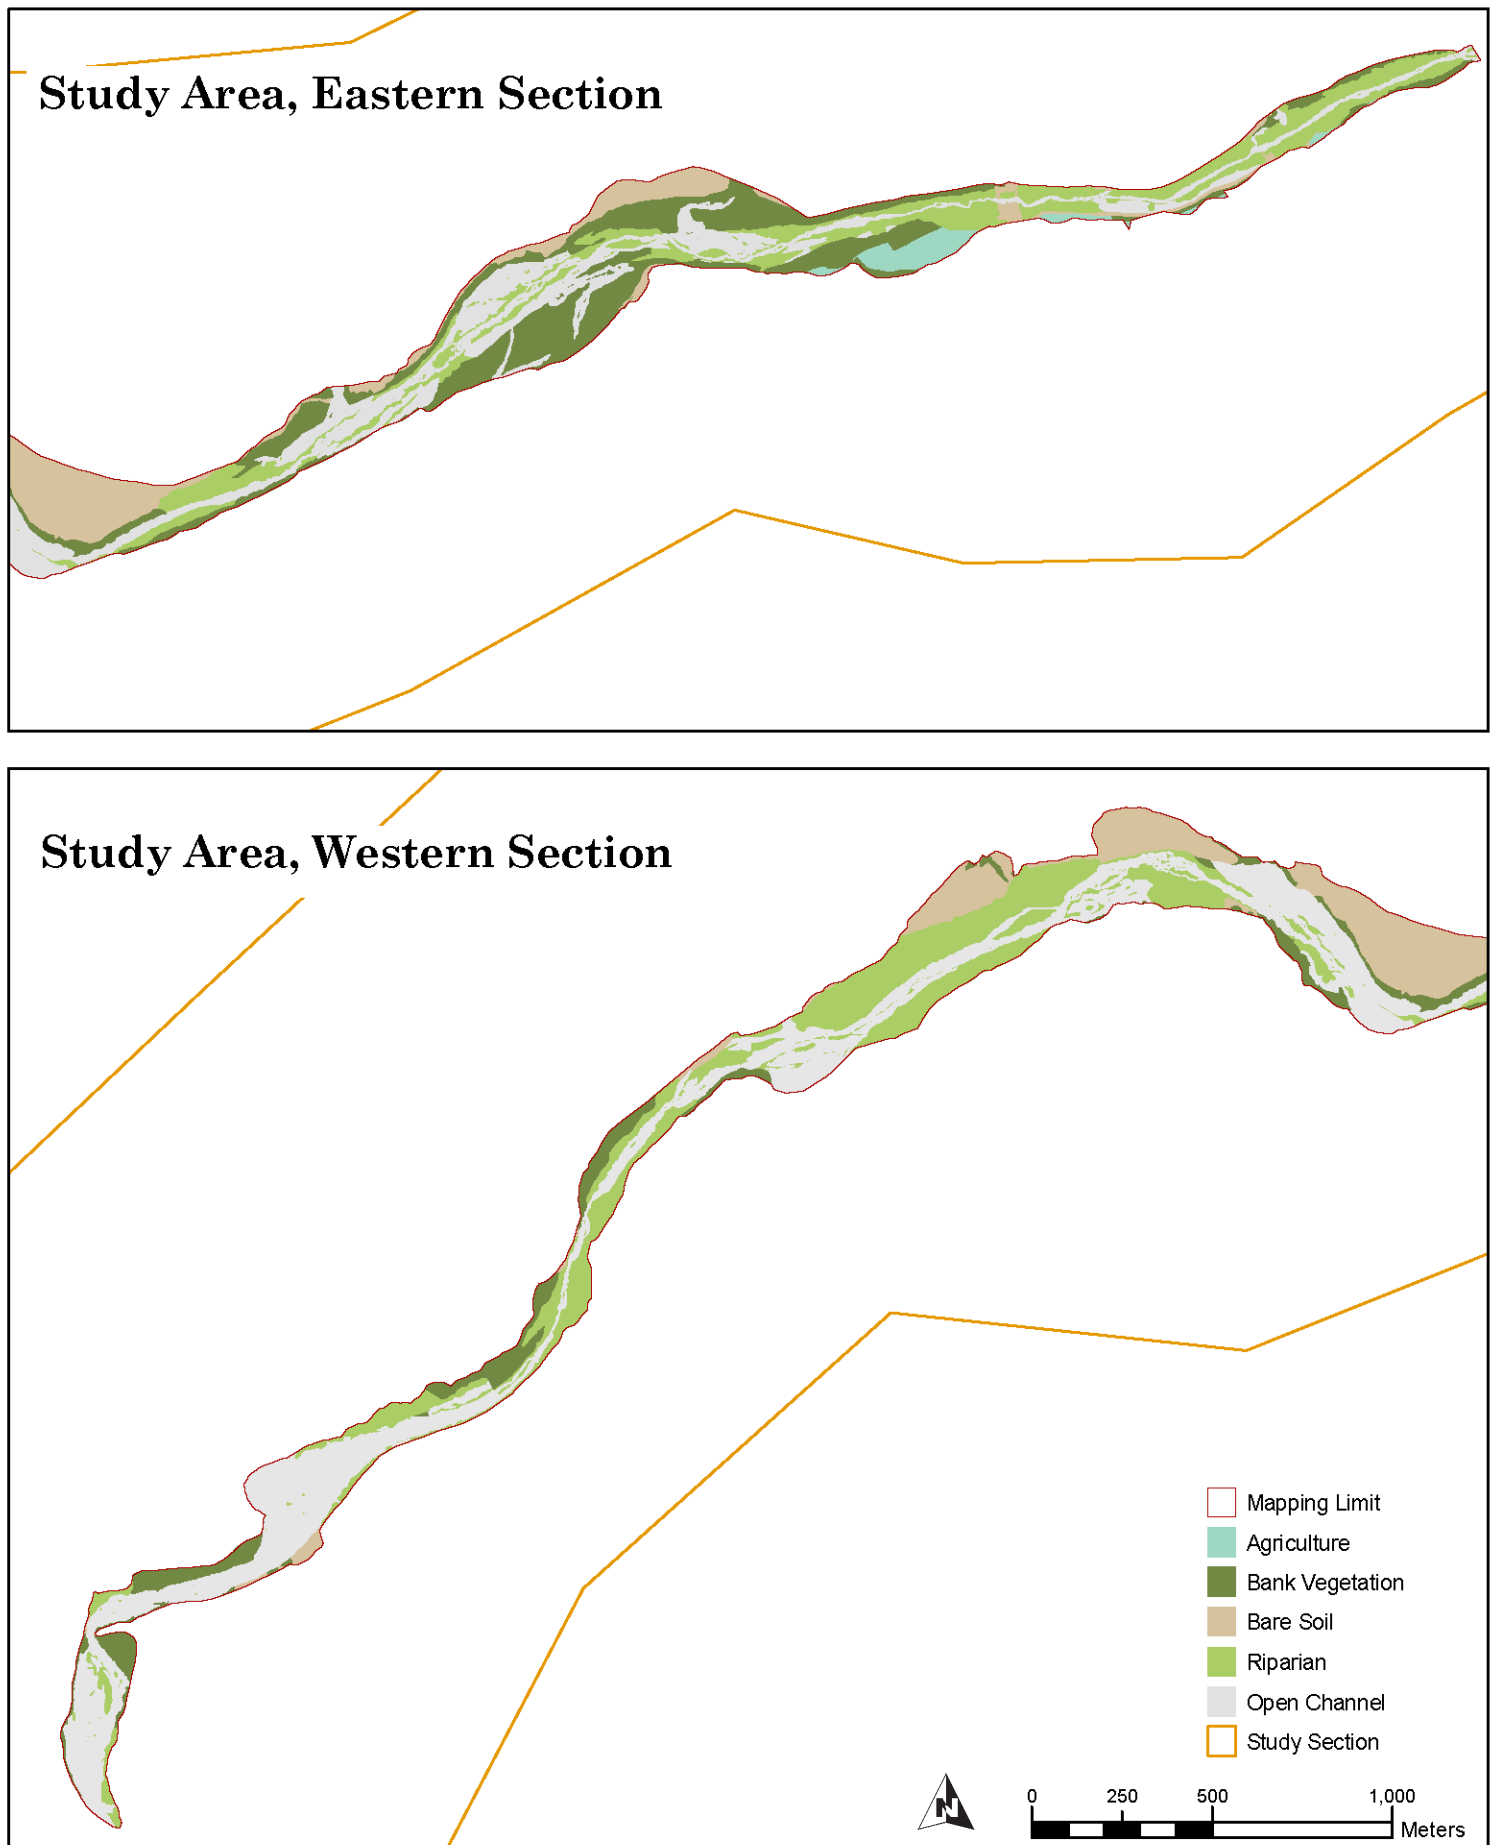 Study Area, Eastern Section
Study Area, Western Section
Mapping Limit
Agriculture
Bank Vegetation
Bare Soil
Riparian
Open Channel
Study Section
N
0 250 500 1,000
Meters